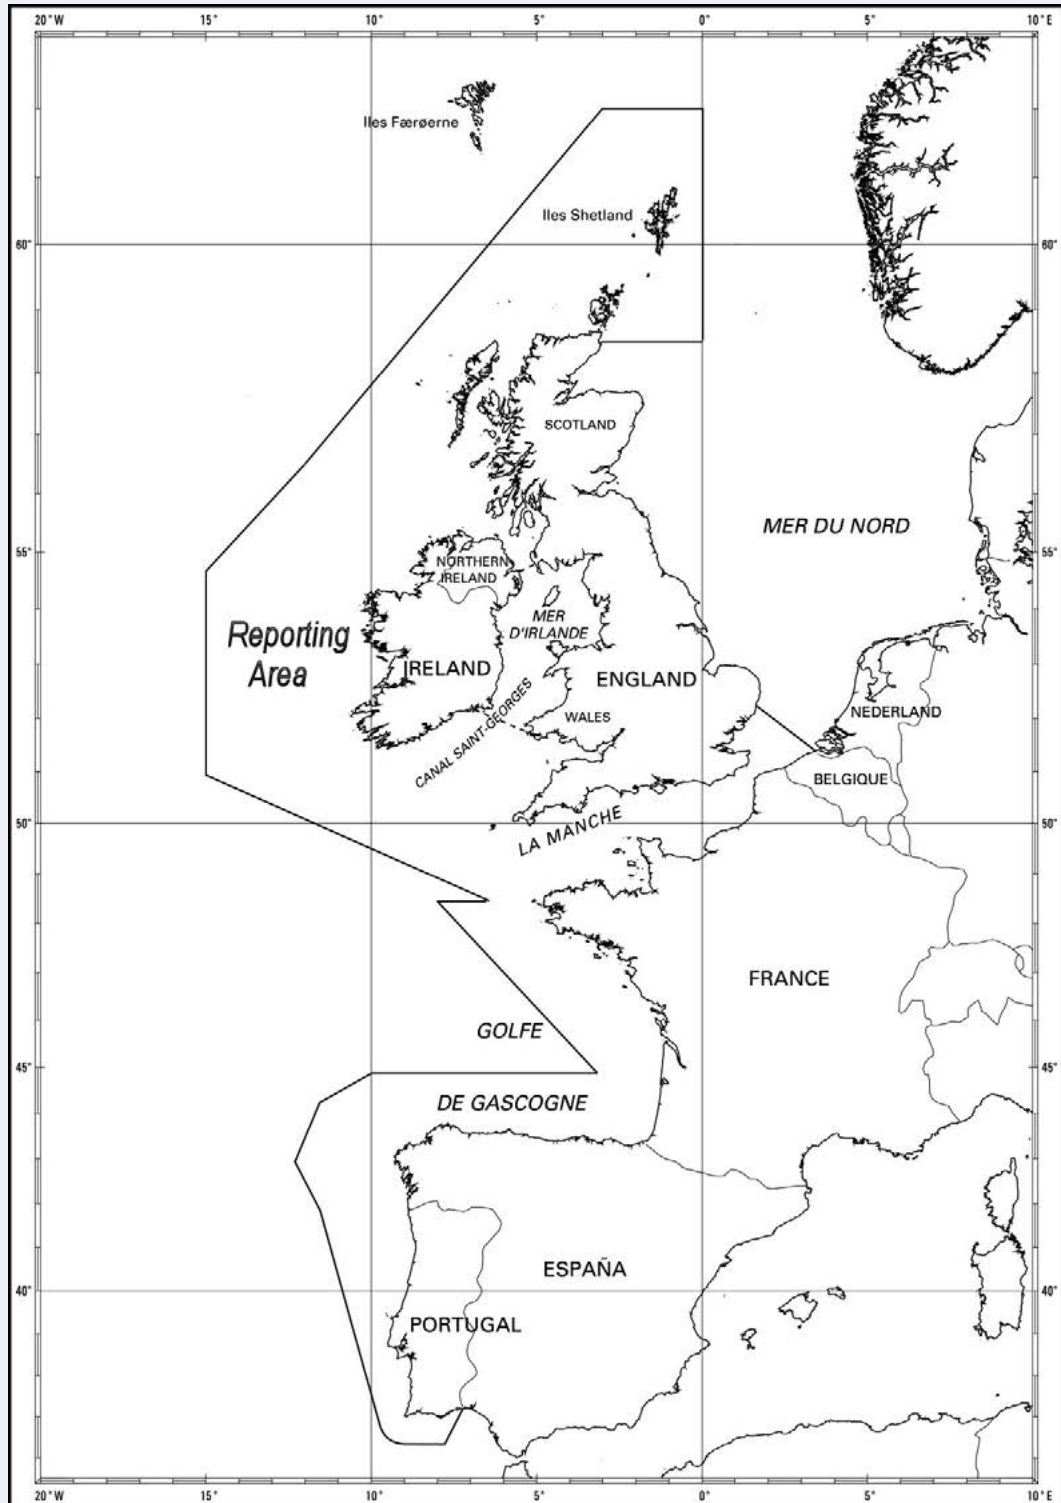 20°W 15° 10° 5° 0° 5° 10°E
Iles Færøerne
Iles Shetland
60° 60°
SCOTLAND
MER DU NORD
55° 55°
NORTHERN
IRELAND
MER
D'IRLANDE
Reporting
Area
IRELAND
ENGLAND
WALES
NEDERLAND
CANAL SAINT-GEORGES
BELGIQUE
LA MANCHE
50° 50°
FRANCE
GOLFE
45° 45°
DE GASCOGNE
ESPAÑA
40° 40°
PORTUGAL
20°W 15° 10° 5° 0° 5° 10°E